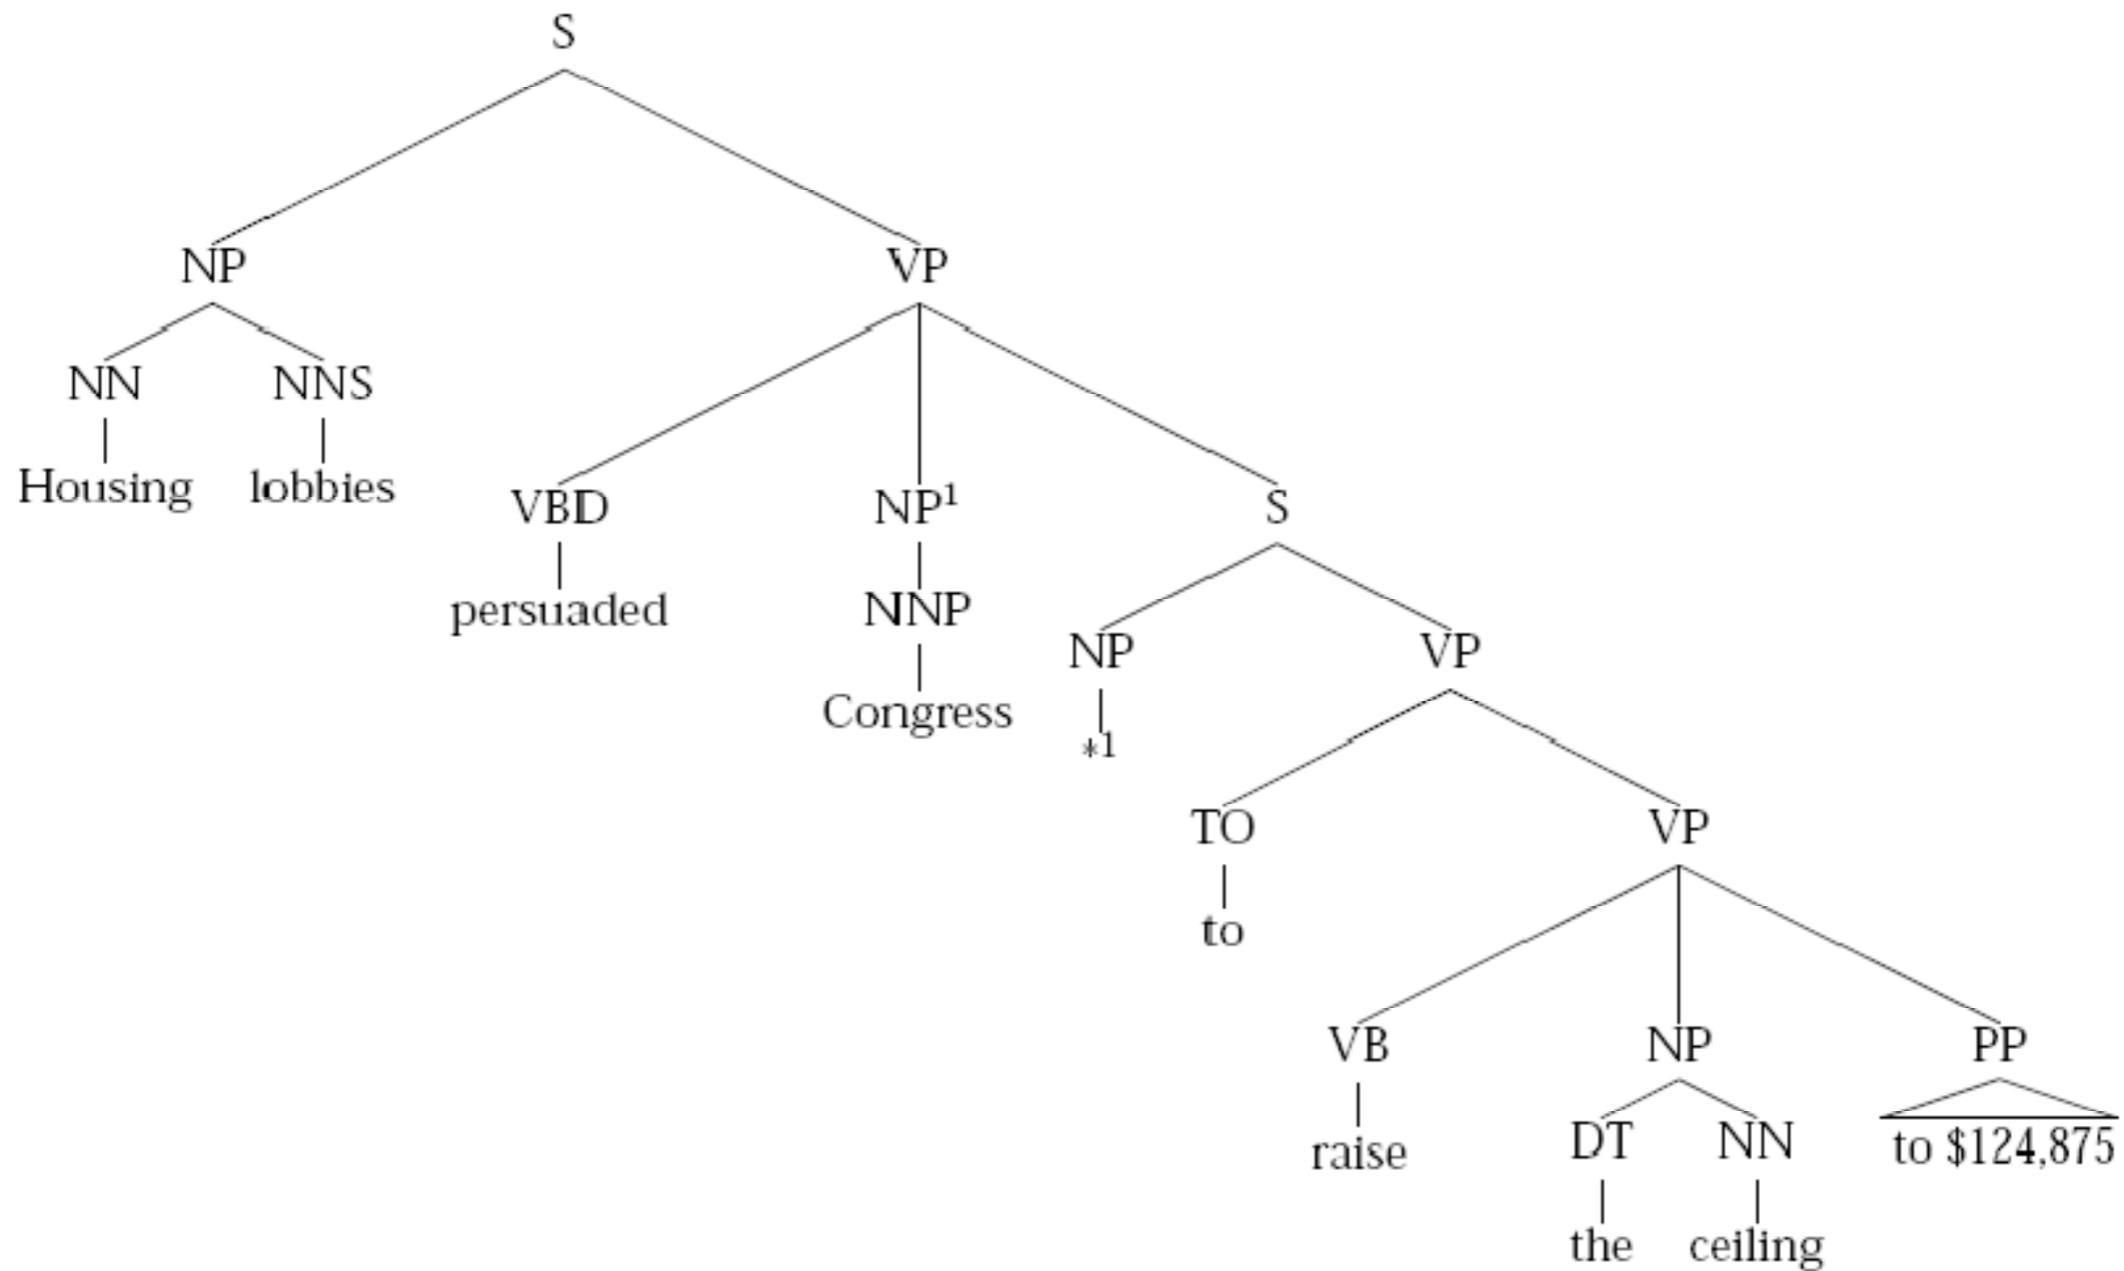 S
NP VP
NN NNS
Housing lobbies
VBD NP¹ S
persuaded NNP
NP VP
Congress
*¹
TO VP
to
VB NP PP
raise DT NN to $124,875
the ceiling